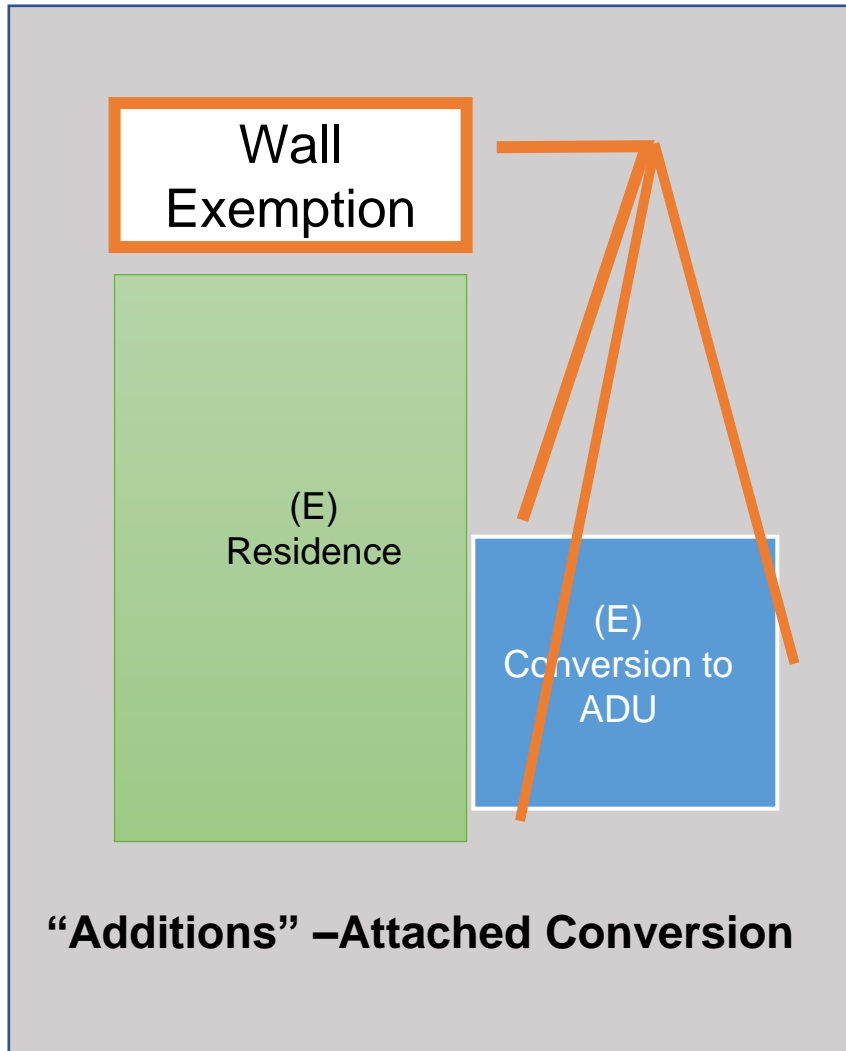 Wall
Exemption
(E)
Residence
(E)
Conversion to
ADU
“Additions” –Attached Conversion